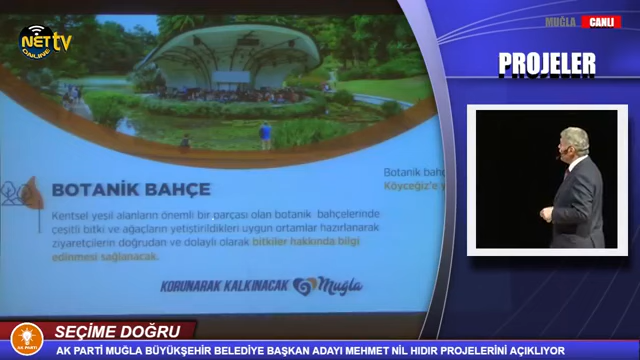 NET tv
ONLINE
MUĞLA CANLI
PROJELER
BOTANİK BAHÇE
Kentsel yeşil alanların önemli bir parçası olan botanik bahçelerinde
çeşitli bitki ve ağaçların yetiştirildikleri uygun ortamlar hazırlanarak
ziyaretçilerin doğrudan ve dolaylı olarak bitkiler hakkında bilgi
edinmesi sağlanacak.
Botanik bahç
Köyceğiz'e y
KORUNARAK KALKINACAK Muğla
AK PARTİ
SEÇİME DOĞRU
AK PARTİ MUĞLA BÜYÜKŞEHİR BELEDİYE BAŞKAN ADAYI MEHMET NİL HIDIR PROJELERİNİ AÇIKLIYOR